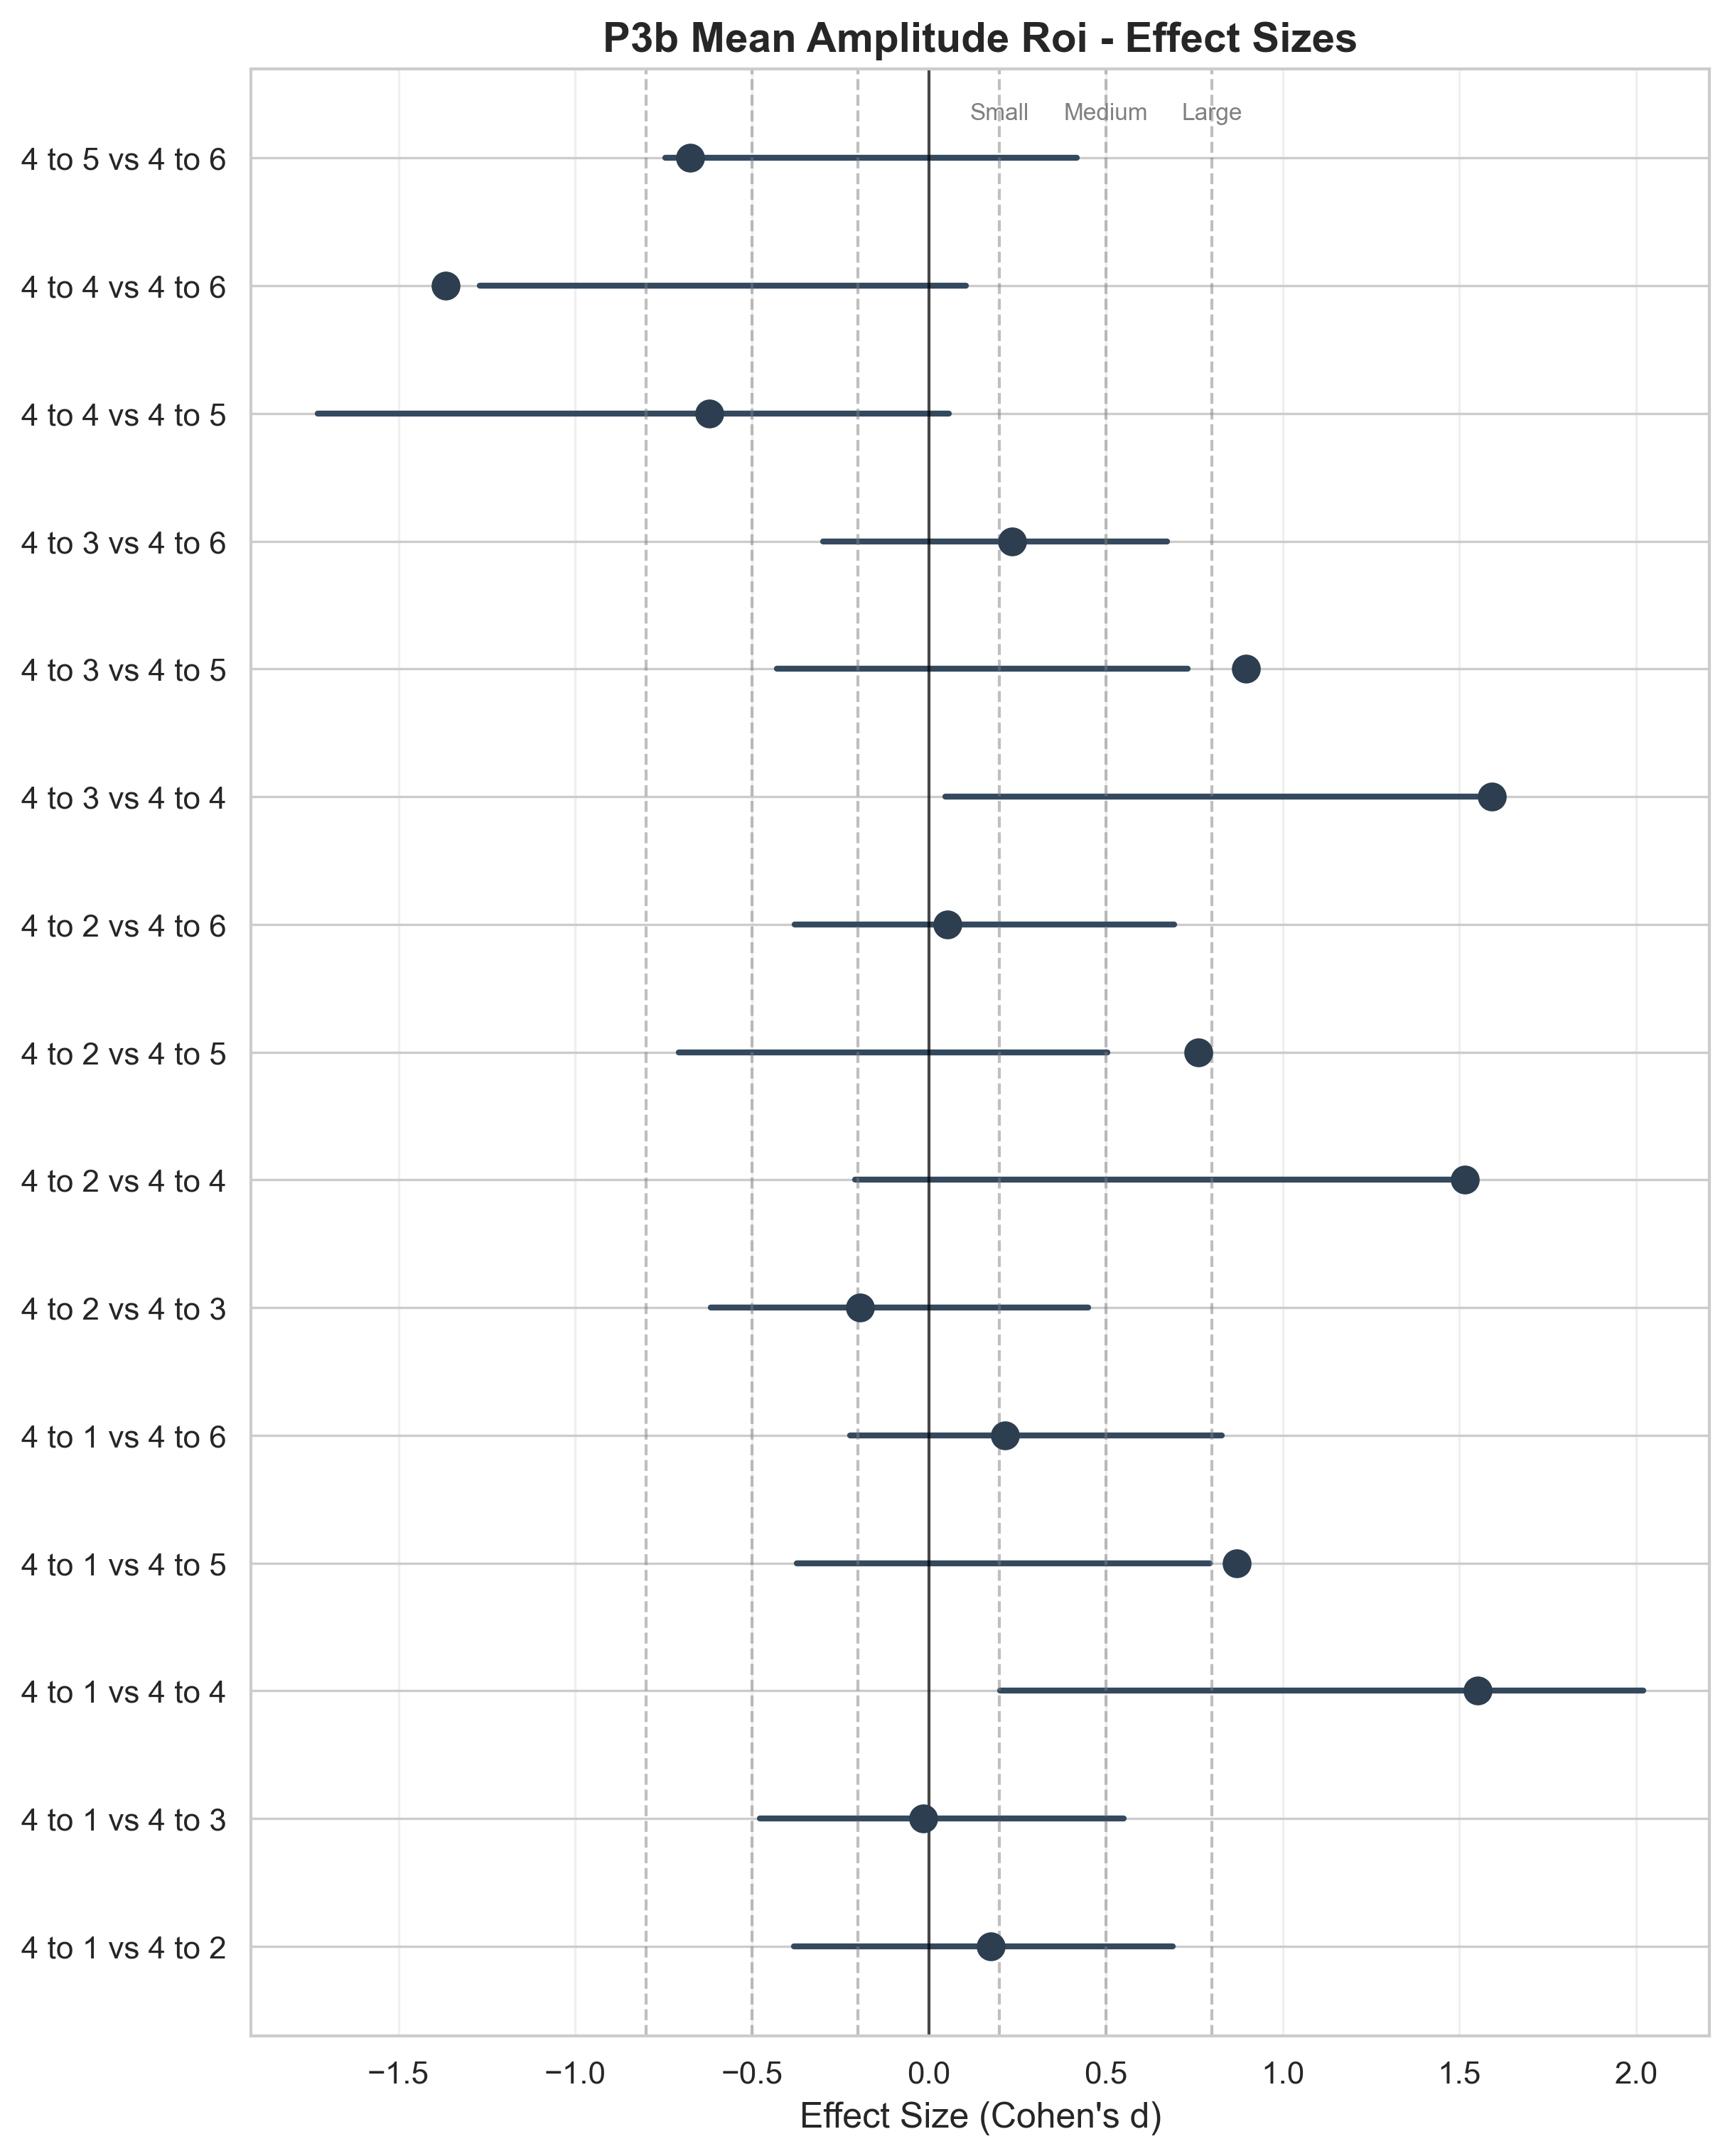 P3b Mean Amplitude Roi - Effect Sizes
Small Medium Large
4 to 5 vs 4 to 6
4 to 4 vs 4 to 6
4 to 4 vs 4 to 5
4 to 3 vs 4 to 6
4 to 3 vs 4 to 5
4 to 3 vs 4 to 4
4 to 2 vs 4 to 6
4 to 2 vs 4 to 5
4 to 2 vs 4 to 4
4 to 2 vs 4 to 3
4 to 1 vs 4 to 6
4 to 1 vs 4 to 5
4 to 1 vs 4 to 4
4 to 1 vs 4 to 3
4 to 1 vs 4 to 2
−1.5 −1.0 −0.5 0.0 0.5 1.0 1.5 2.0
Effect Size (Cohen's d)